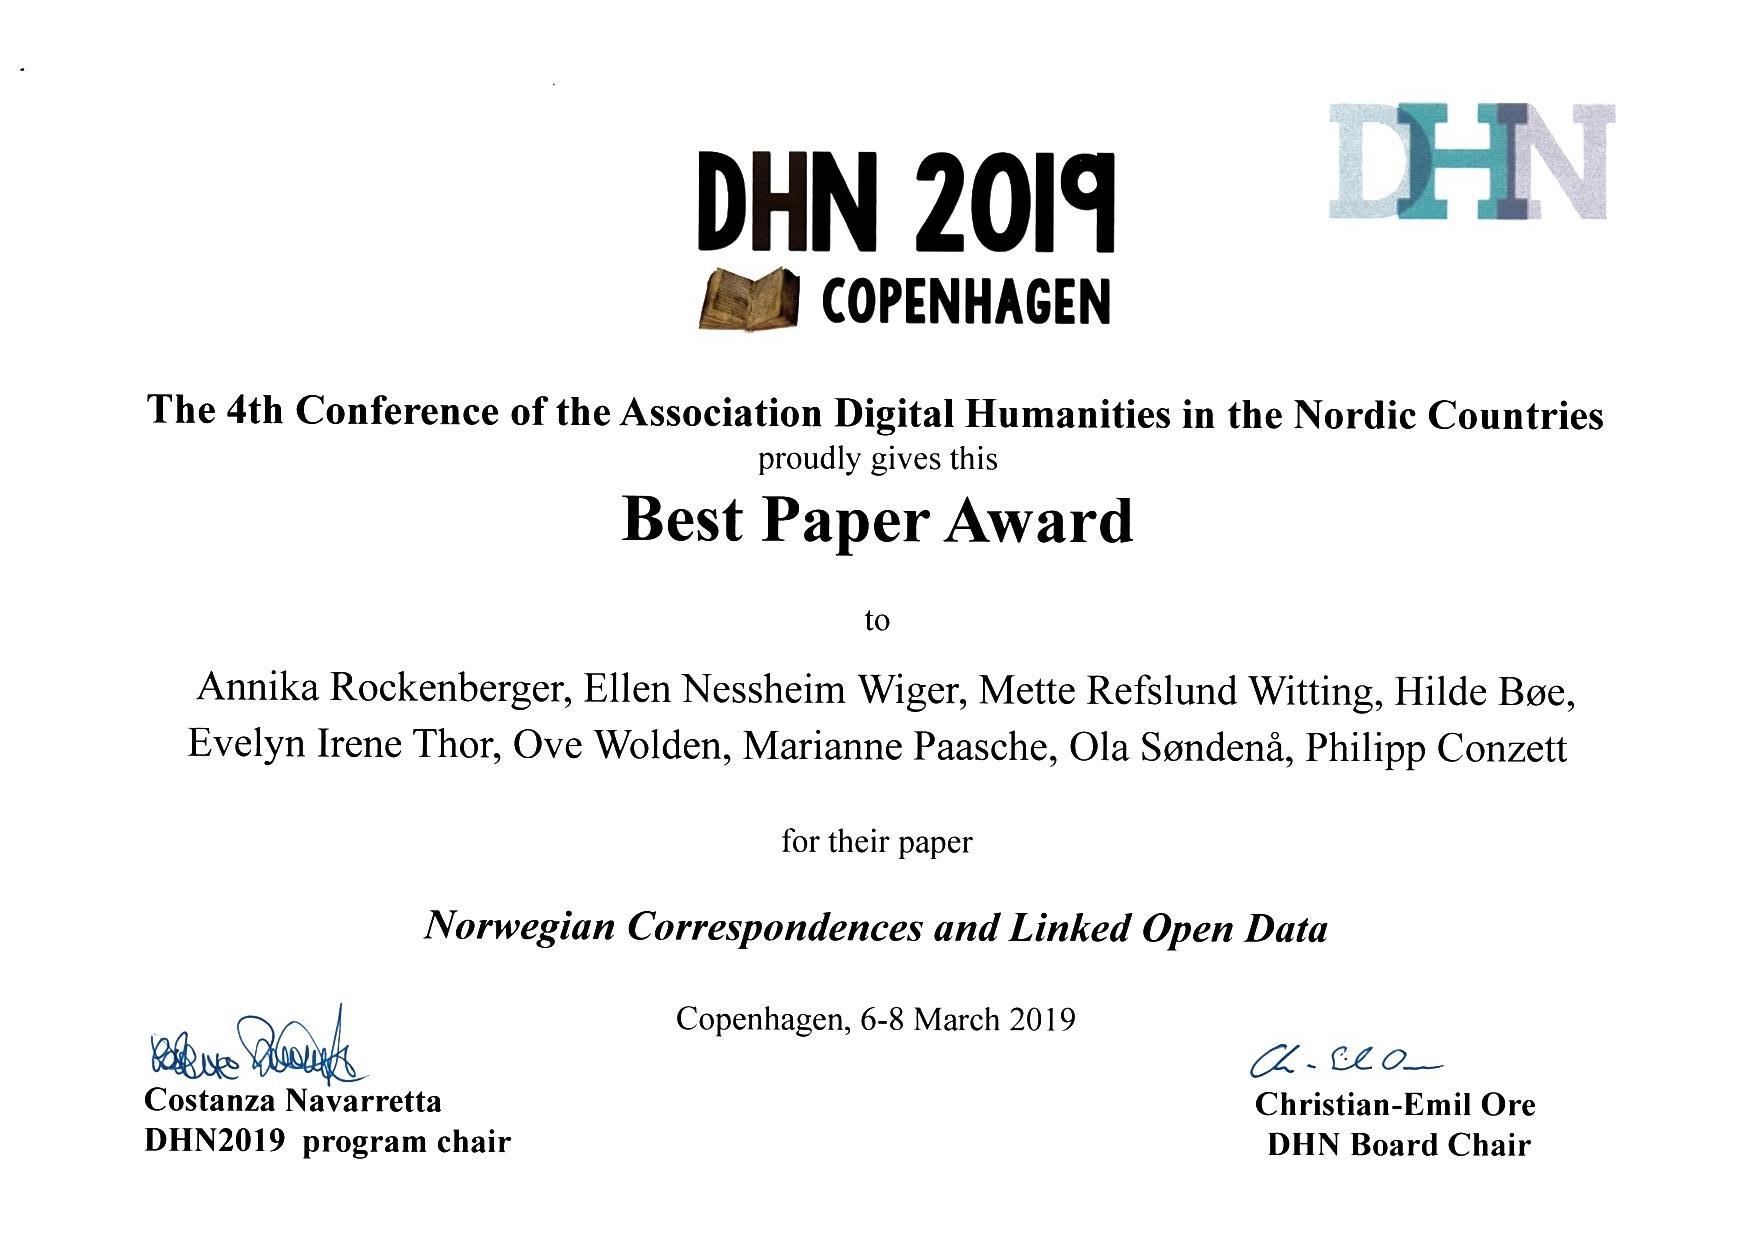 DHN
DHN 2019
COPENHAGEN
The 4th Conference of the Association Digital Humanities in the Nordic Countries
proudly gives this
Best Paper Award
to
Annika Rockenberger, Ellen Nessheim Wiger, Mette Refslund Witting, Hilde Bøe,
Evelyn Irene Thor, Ove Wolden, Marianne Paasche, Ola Søndenå, Philipp Conzett
for their paper
Norwegian Correspondences and Linked Open Data
Copenhagen, 6-8 March 2019
Costanza Navarretta
DHN2019 program chair
Christian-Emil Ore
DHN Board Chair